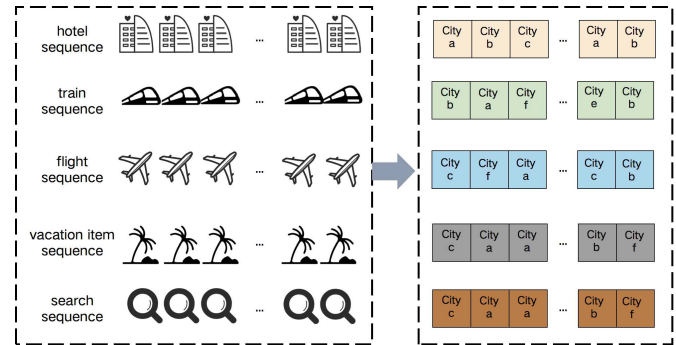 hotel
sequence
...
...
City City City City City
a b c a b
train
sequence
...
...
City City City City City
b a f e b
flight
sequence
...
...
City City City City City
c f a c b
vacation item
sequence
...
...
City City City City City
c a a b f
search
sequence
...
...
City City City City City
c a a b f